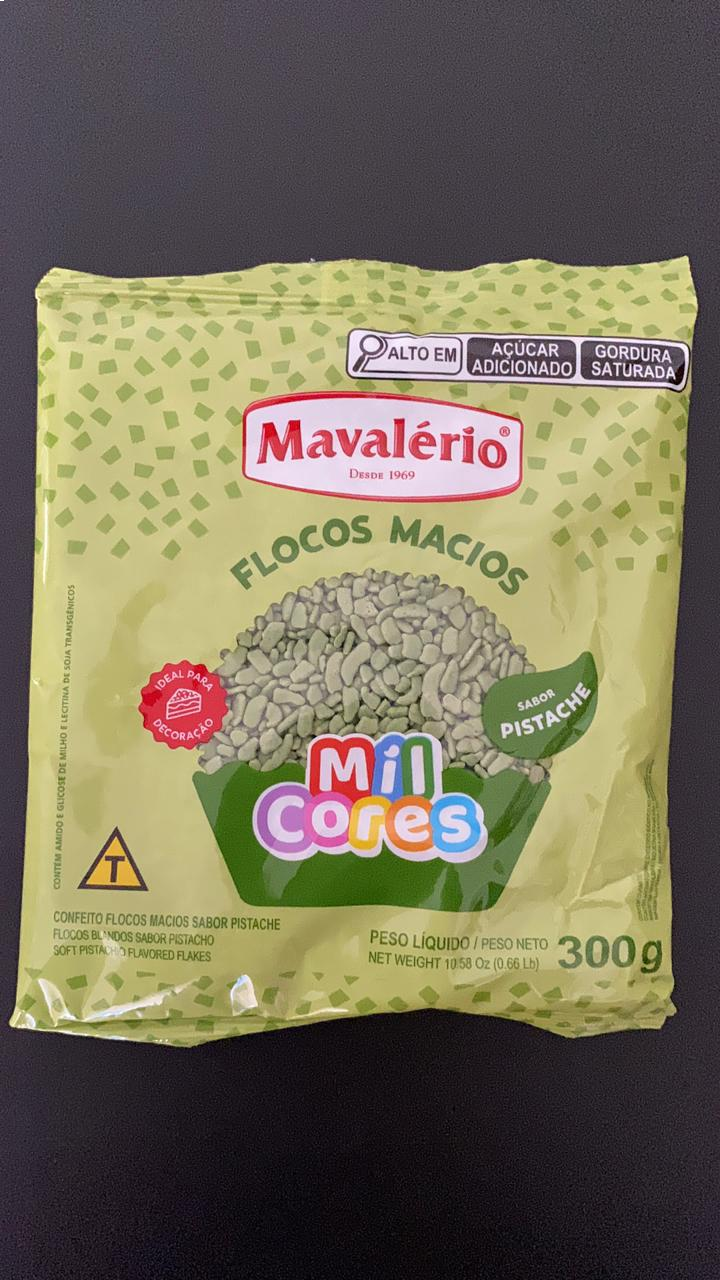 ALTO EM
AÇÚCAR
ADICIONADO
GORDURA
SATURADA
Mavalério®
DESDE 1969
FLOCOS MACIOS
IDEAL PARA
DECORAÇÃO
SABOR
PISTACHE
Mil
Cores
CONTÉM AMIDO E GLICOSE DE MILHO E LECITINA DE SOJA TRANSGÊNICOS
T
CONFEITO FLOCOS MACIOS SABOR PISTACHE
FLOCOS BLANDOS SABOR PISTACHO
SOFT PISTACHIO FLAVORED FLAKES
PESO LÍQUIDO / PESO NETO
NET WEIGHT 10.58 Oz (0.66 Lb)
300g